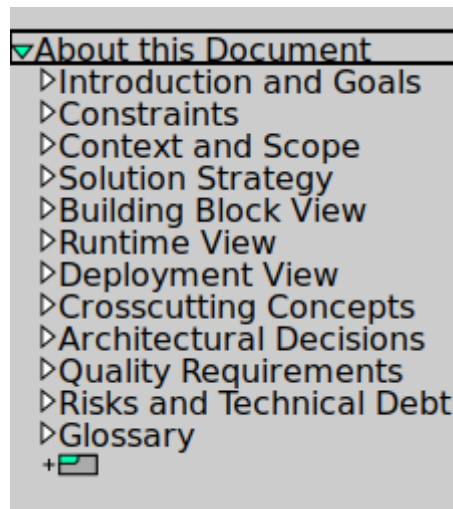 About this Document
Introduction and Goals
Constraints
Context and Scope
Solution Strategy
Building Block View
Runtime View
Deployment View
Crosscutting Concepts
Architectural Decisions
Quality Requirements
Risks and Technical Debt
Glossary
+